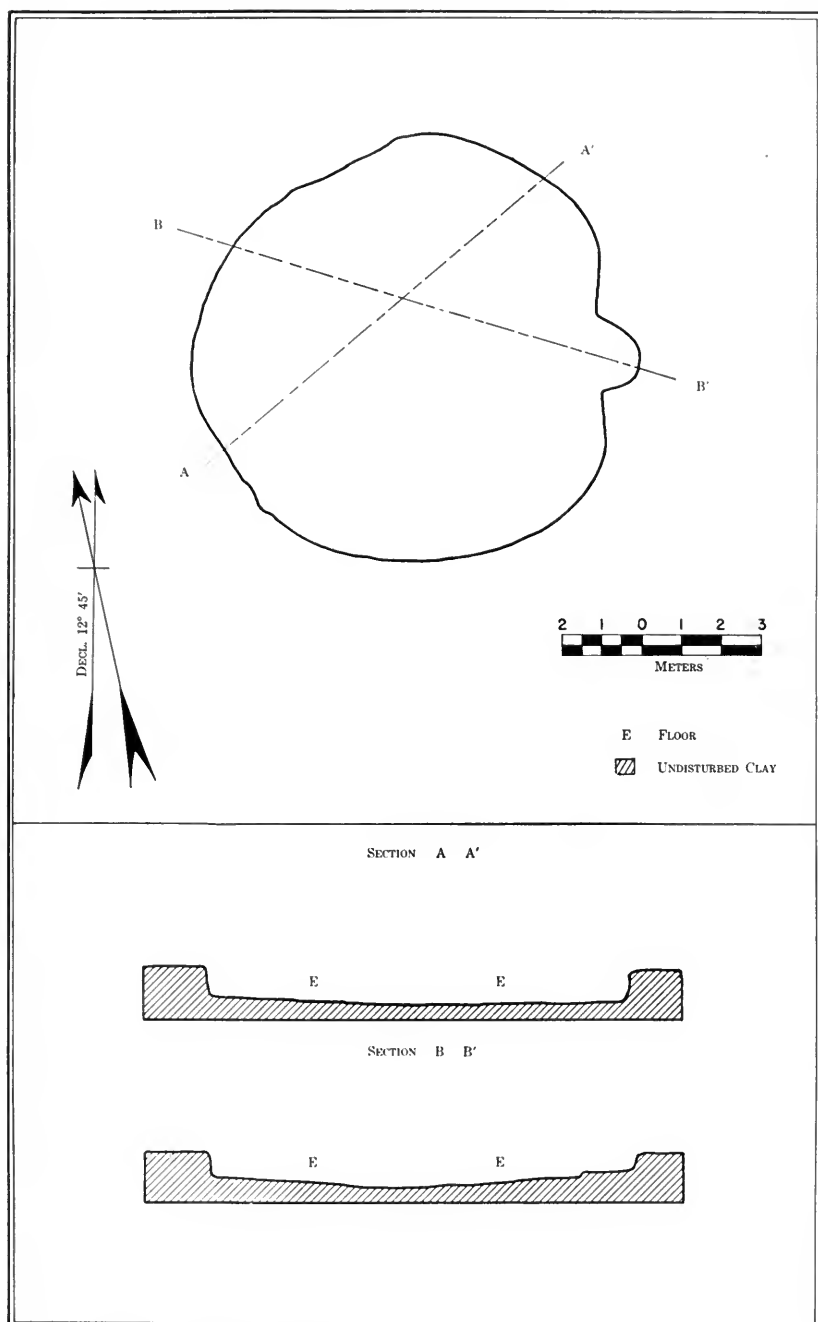 A'
B
B'
A
DECL. 12° 45'
2 1 0 1 2 3
METERS
E FLOOR
UNDISTURBED CLAY
SECTION A A'
E E
SECTION B B'
E E